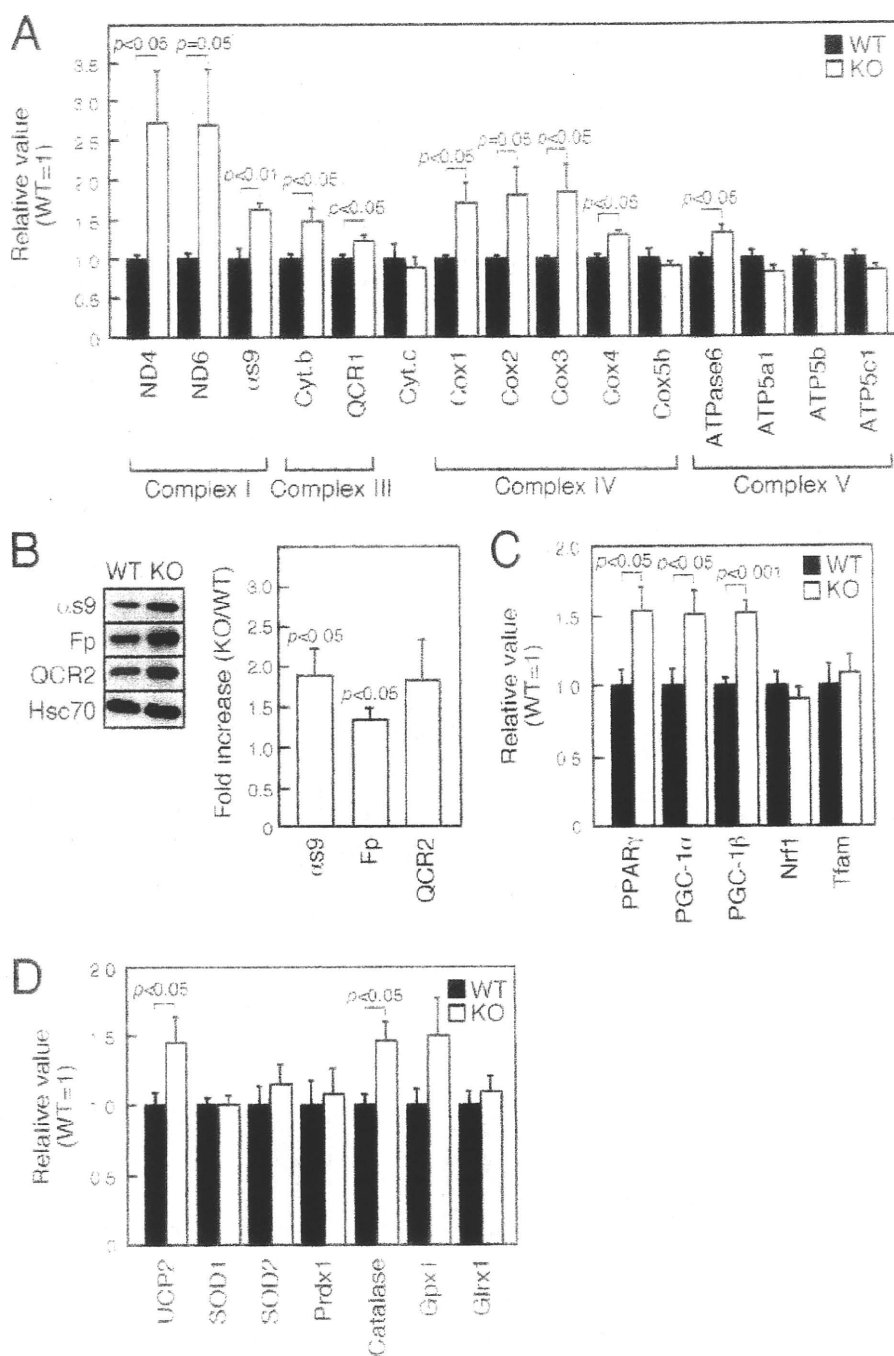 A
Relative value
(WT=1)
3.5
3.0
2.5
2.0
1.5
1.0
0.5
0
p<0.05
p=0.05
p<0.01
p<0.05
p<0.05
p<0.05
p=0.05
p<0.05
p<0.05
p<0.05
WT
KO
ND4
ND6
αs9
Cyt.b
QCR1
Cyt.c
Cox1
Cox2
Cox3
Cox4
Cox5b
ATPase6
ATP5a1
ATP5b
ATP5c1
Complex I
Complex III
Complex IV
Complex V
B
WT KO
αs9
Fp
QCR2
Hsc70
Fold increase (KO/WT)
3.0
2.5
2.0
1.5
1.0
0.5
0
p<0.05
p<0.05
αs9
Fp
QCR2
C
Relative value
(WT=1)
2.0
1.5
1.0
0.5
0
p<0.05
p<0.05
p<0.001
WT
KO
PPARγ
PGC-1α
PGC-1β
Nrf1
Tfam
D
Relative value
(WT=1)
2.0
1.5
1.0
0.5
0
p<0.05
p<0.05
WT
KO
UCP2
SOD1
SOD2
Prdx1
Catalase
Gpx1
Glrx1